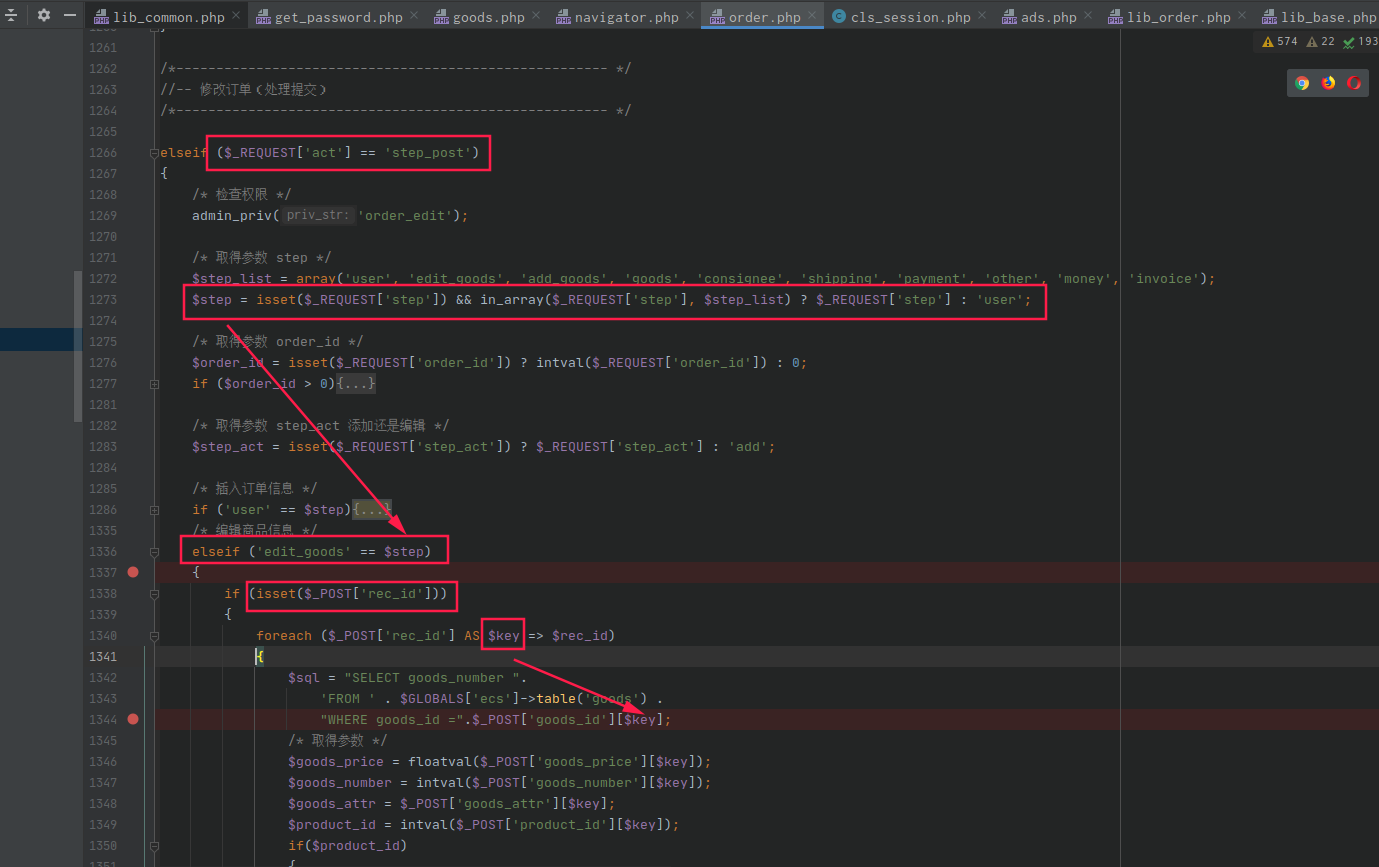 lib_common.php × get_password.php × goods.php × navigator.php × order.php × cls_session.php × ads.php × lib_order.php × lib_base.php
574 22 193
1261
1262 /*------------------------------------------------------ */
1263 //-- 修改订单（处理提交）
1264 /*------------------------------------------------------ */
1265
1266 elseif ($_REQUEST['act'] == 'step_post')
1267 {
1268 /* 检查权限 */
1269 admin_priv( priv_str: 'order_edit');
1270
1271 /* 取得参数 step */
1272 $step_list = array('user', 'edit_goods', 'add_goods', 'goods', 'consignee', 'shipping', 'payment', 'other', 'money', 'invoice');
1273 $step = isset($_REQUEST['step']) && in_array($_REQUEST['step'], $step_list) ? $_REQUEST['step'] : 'user';
1274
1275 /* 取得参数 order_id */
1276 $order_id = isset($_REQUEST['order_id']) ? intval($_REQUEST['order_id']) : 0;
1277 if ($order_id > 0){...}
1281
1282 /* 取得参数 step_act 添加还是编辑 */
1283 $step_act = isset($_REQUEST['step_act']) ? $_REQUEST['step_act'] : 'add';
1284
1285 /* 插入订单信息 */
1286 if ('user' == $step){...}
1335 /* 编辑商品信息 */
1336 elseif ('edit_goods' == $step)
1337 {
1338 if (isset($_POST['rec_id']))
1339 {
1340 foreach ($_POST['rec_id'] AS $key => $rec_id)
1341 {
1342 $sql = "SELECT goods_number ".
1343 'FROM ' . $GLOBALS['ecs']->table('goods') .
1344 "WHERE goods_id =".$_POST['goods_id'][$key];
1345 /* 取得参数 */
1346 $goods_price = floatval($_POST['goods_price'][$key]);
1347 $goods_number = intval($_POST['goods_number'][$key]);
1348 $goods_attr = $_POST['goods_attr'][$key];
1349 $product_id = intval($_POST['product_id'][$key]);
1350 if($product_id)
1351 {